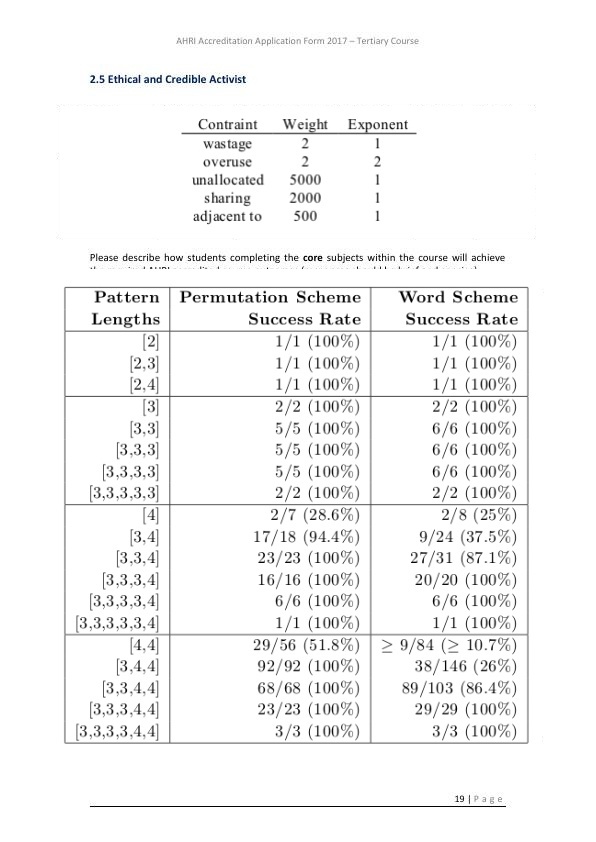 AHRI Accreditation Application Form 2017 – Tertiary Course
2.5 Ethical and Credible Activist
Contraint Weight Exponent
wastage 2 1
overuse 2 2
unallocated 5000 1
sharing 2000 1
adjacent to 500 1
Please describe how students completing the core subjects within the course will achieve
Pattern Permutation Scheme Word Scheme
Lengths Success Rate Success Rate
[2] 1/1 (100%) 1/1 (100%)
[2,3] 1/1 (100%) 1/1 (100%)
[2,4] 1/1 (100%) 1/1 (100%)
[3] 2/2 (100%) 2/2 (100%)
[3,3] 5/5 (100%) 6/6 (100%)
[3,3,3] 5/5 (100%) 6/6 (100%)
[3,3,3,3] 5/5 (100%) 6/6 (100%)
[3,3,3,3,3] 2/2 (100%) 2/2 (100%)
[4] 2/7 (28.6%) 2/8 (25%)
[3,4] 17/18 (94.4%) 9/24 (37.5%)
[3,3,4] 23/23 (100%) 27/31 (87.1%)
[3,3,3,4] 16/16 (100%) 20/20 (100%)
[3,3,3,3,4] 6/6 (100%) 6/6 (100%)
[3,3,3,3,3,4] 1/1 (100%) 1/1 (100%)
[4,4] 29/56 (51.8%) ≥ 9/84 (≥ 10.7%)
[3,4,4] 92/92 (100%) 38/146 (26%)
[3,3,4,4] 68/68 (100%) 89/103 (86.4%)
[3,3,3,4,4] 23/23 (100%) 29/29 (100%)
[3,3,3,3,4,4] 3/3 (100%) 3/3 (100%)
19 | Page